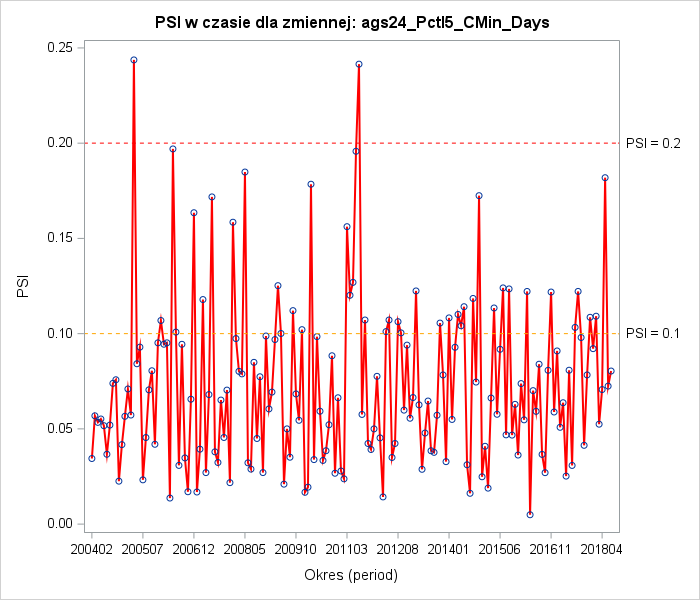 PSI w czasie dla zmiennej: ags24_Pctl5_CMin_Days
0.25
0.20
0.15
0.10
0.05
0.00
PSI
PSI = 0.2
PSI = 0.1
200402 200507 200612 200805 200910 201103 201208 201401 201506 201611 201804
Okres (period)